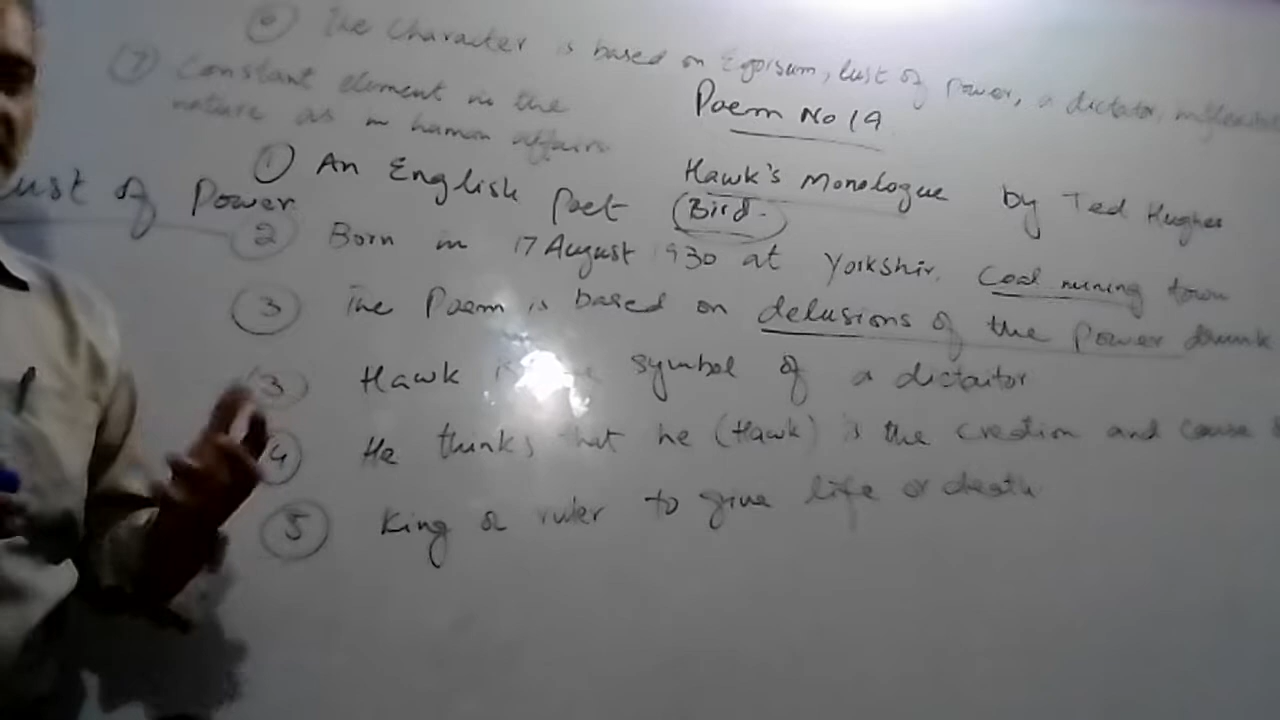 ⑥ The Character is based on Egoisum, lust of power, a dictator,
⑦ Constant element in the
nature as in human affairs
Poem No 19
Hawk's Monologue by Ted Hughes
(Bird.)
① An English Poet
Lust of Power
② Born in 17 August 1930 at Yorkshir. Coal mining town
③ The Poem is based on delusions of the power drunk
③ Hawk is symbol of a dictaitor
④ He thinks that he (Hawk) is the creation and cause
⑤ King or ruler to give life or death